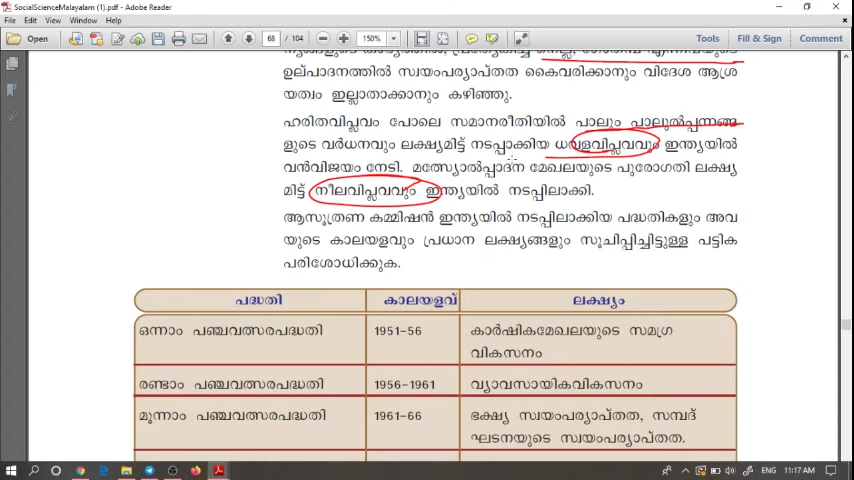 SocialScienceMalayalam (1).pdf - Adobe Reader
File Edit View Window Help
Open 68 / 104 150% Tools Fill & Sign Comment
ഉല്പാദനത്തിൽ സ്വയംപര്യാപ്തത കൈവരിക്കാനും വിദേശ ആശ്ര
യത്വം ഇല്ലാതാക്കാനും കഴിഞ്ഞു.
ഹരിതവിപ്ലവം പോലെ സമാനരീതിയിൽ പാലും പാലുൽപ്പന്നങ്ങ
ളുടെ വർധനവും ലക്ഷ്യമിട്ട് നടപ്പാക്കിയ ധവളവിപ്ലവവും ഇന്ത്യയിൽ
വൻവിജയം നേടി. മത്സ്യോൽപ്പാദന മേഖലയുടെ പുരോഗതി ലക്ഷ്യ
മിട്ട് നീലവിപ്ലവവും ഇന്ത്യയിൽ നടപ്പിലാക്കി.
ആസൂത്രണ കമ്മിഷൻ ഇന്ത്യയിൽ നടപ്പിലാക്കിയ പദ്ധതികളും അവ
യുടെ കാലയളവും പ്രധാന ലക്ഷ്യങ്ങളും സൂചിപ്പിച്ചിട്ടുള്ള പട്ടിക
പരിശോധിക്കുക.
പദ്ധതി കാലയളവ് ലക്ഷ്യം
ഒന്നാം പഞ്ചവത്സരപദ്ധതി 1951-56 കാർഷികമേഖലയുടെ സമഗ്ര
വികസനം
രണ്ടാം പഞ്ചവത്സരപദ്ധതി 1956-1961 വ്യാവസായികവികസനം
മൂന്നാം പഞ്ചവത്സരപദ്ധതി 1961-66 ഭക്ഷ്യ സ്വയംപര്യാപ്തത, സമ്പദ്
ഘടനയുടെ സ്വയംപര്യാപ്തത.
ENG 11:17 AM